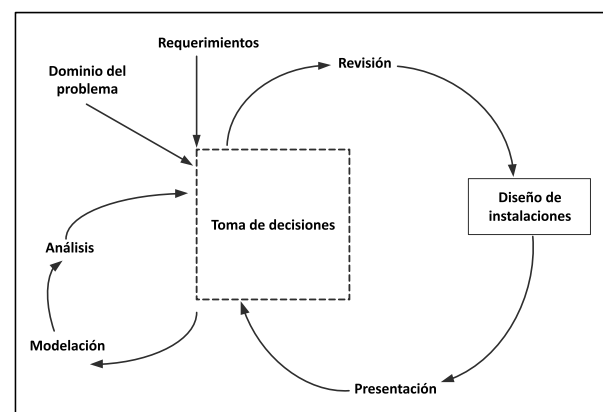 Requerimientos
Revisión
Dominio del
problema
Diseño de
instalaciones
Toma de decisiones
Análisis
Modelación
Presentación